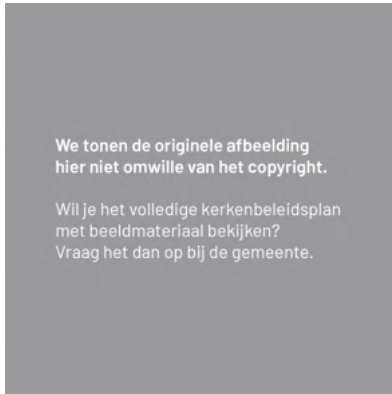 We tonen de originele afbeelding
hier niet omwille van het copyright.
Wil je het volledige kerkenbeleidsplan
met beeldmateriaal bekijken?
Vraag het dan op bij de gemeente.